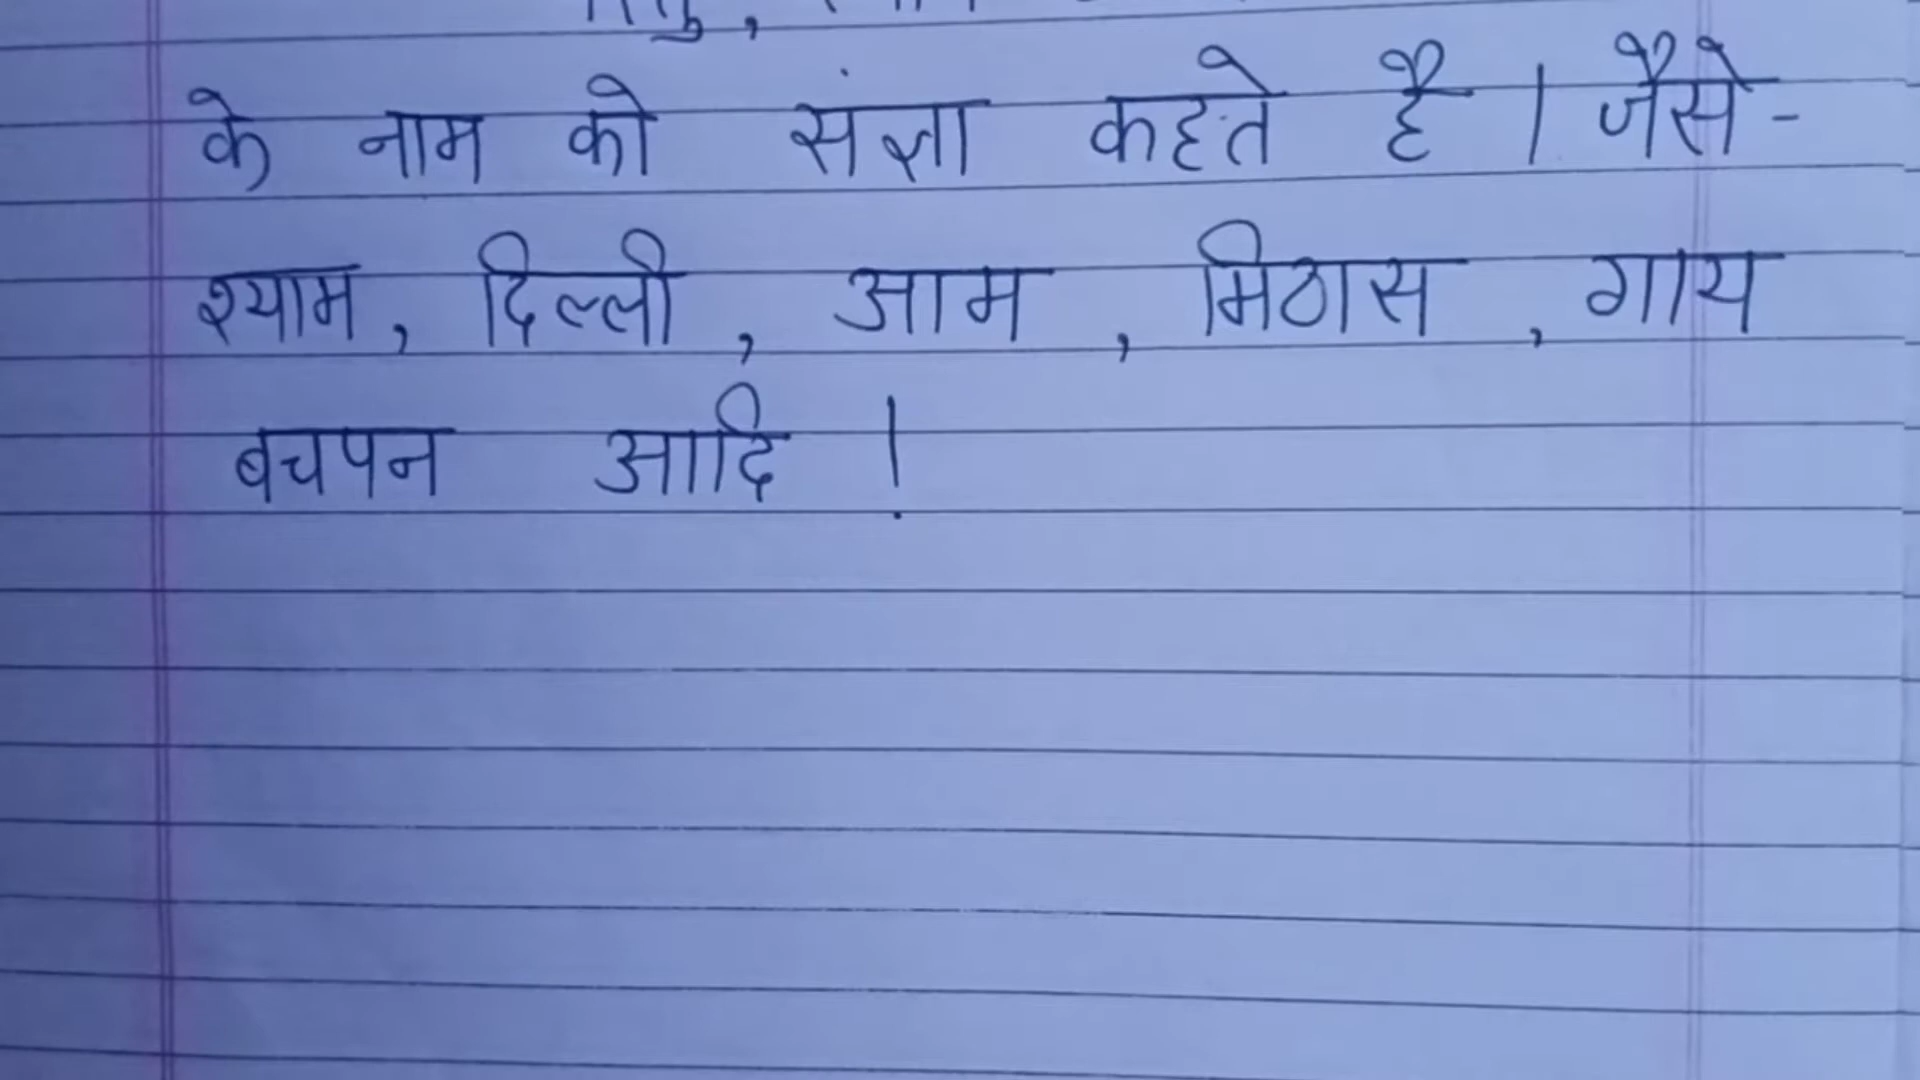 के नाम को संज्ञा कहते है । जैसे -
श्याम, दिल्ली, आम, मिठास, गाय
बचपन आदि !